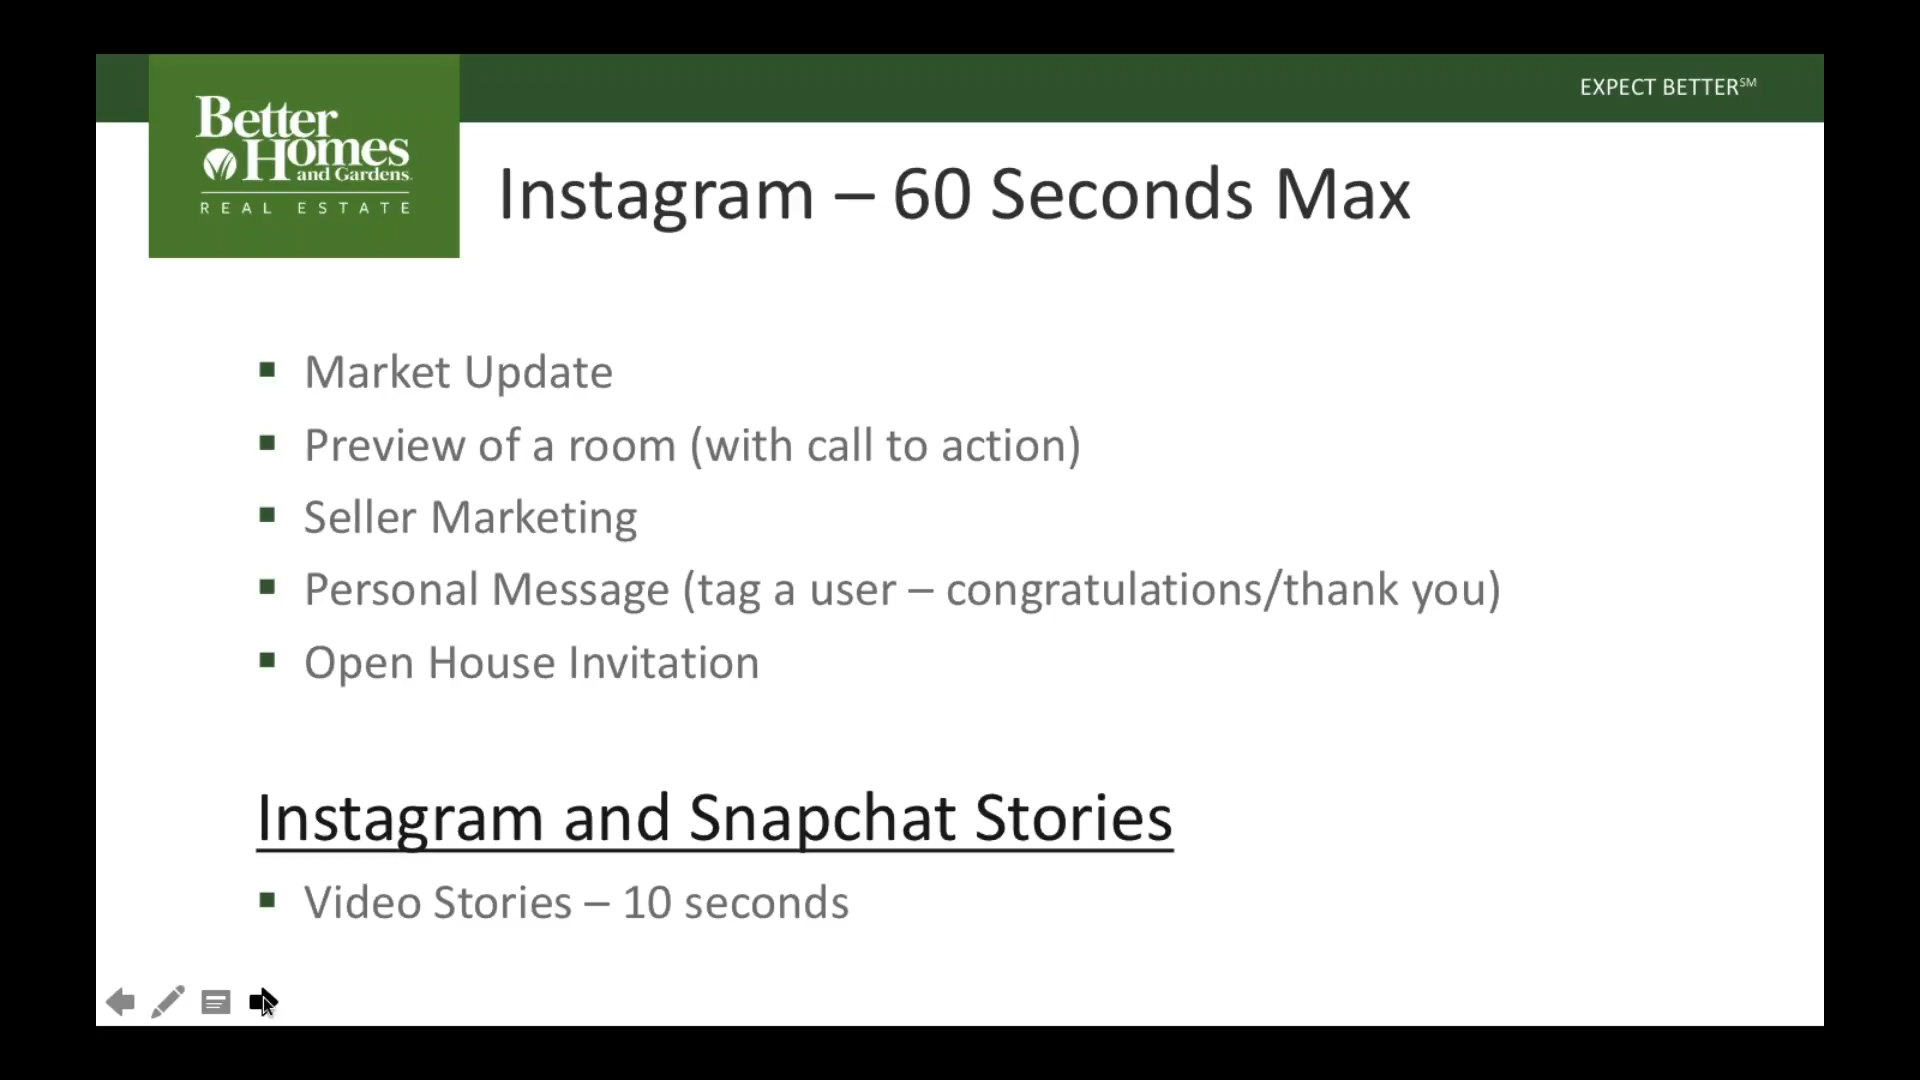 EXPECT BETTER℠
Better
Homes
and Gardens
REAL ESTATE
Instagram – 60 Seconds Max
▪ Market Update
▪ Preview of a room (with call to action)
▪ Seller Marketing
▪ Personal Message (tag a user – congratulations/thank you)
▪ Open House Invitation
Instagram and Snapchat Stories
▪ Video Stories – 10 seconds